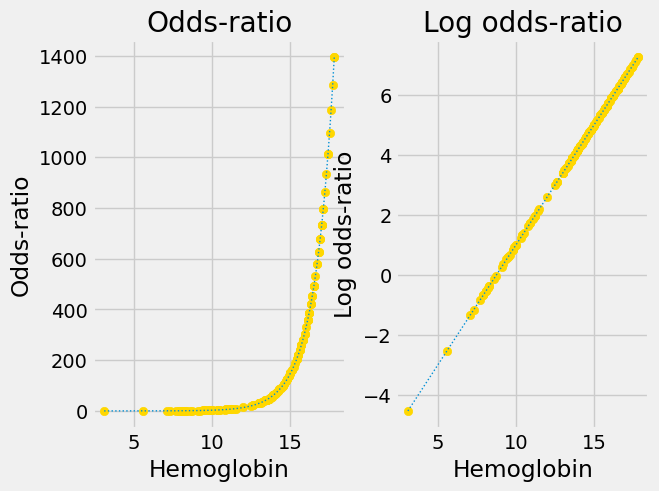 Odds-ratio
Odds-ratio
1400
1200
1000
800
600
400
200
0
5 10 15
Hemoglobin
Log odds-ratio
Log odds-ratio
6
4
2
0
−2
−4
5 10 15
Hemoglobin